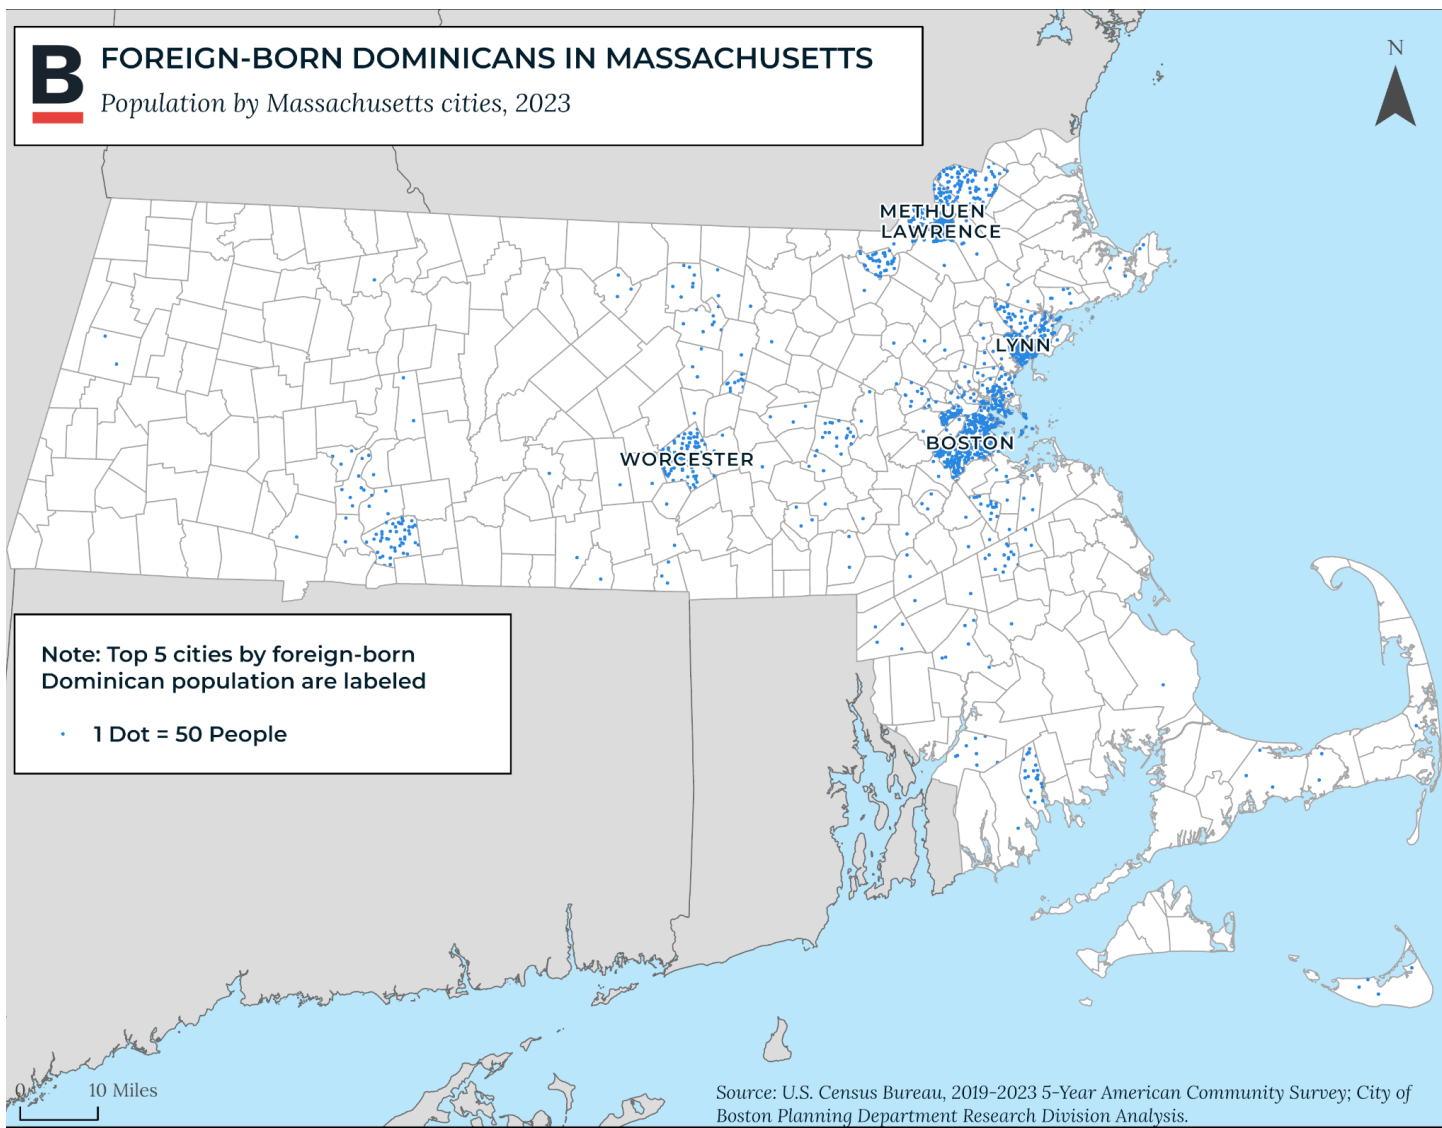 B
FOREIGN-BORN DOMINICANS IN MASSACHUSETTS
Population by Massachusetts cities, 2023
N
METHUEN
LAWRENCE
LYNN
BOSTON
WORCESTER
Note: Top 5 cities by foreign-born
Dominican population are labeled
1 Dot = 50 People
0 10 Miles
Source: U.S. Census Bureau, 2019-2023 5-Year American Community Survey; City of
Boston Planning Department Research Division Analysis.